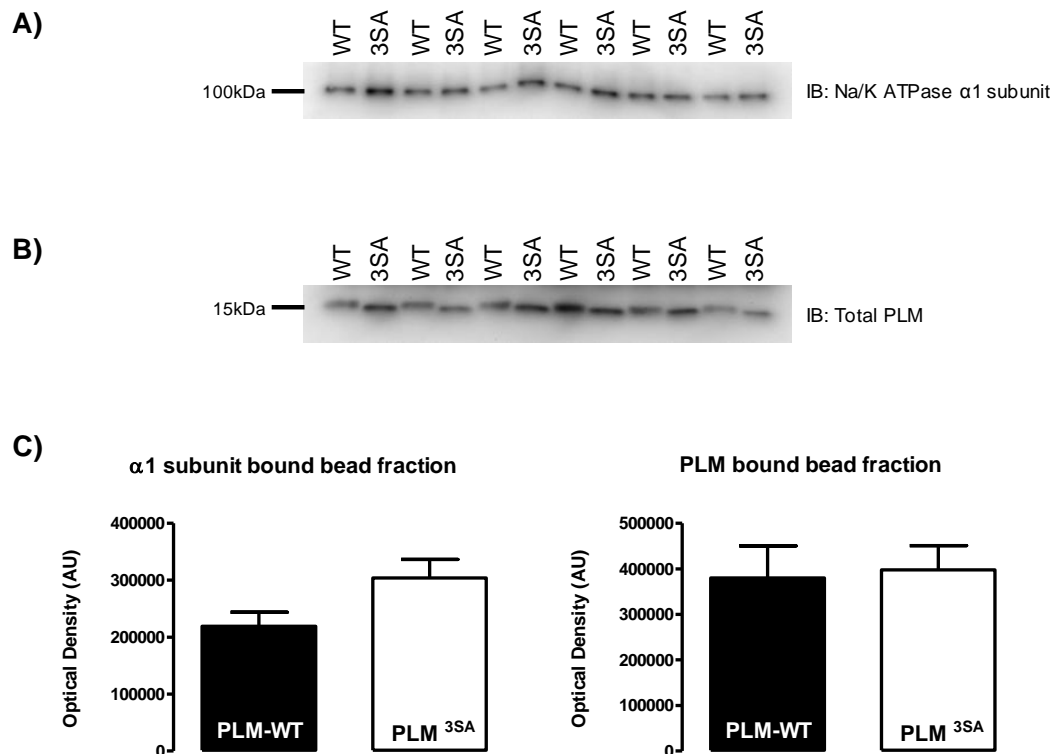 A)
WT 3SA WT 3SA WT 3SA WT 3SA WT 3SA WT 3SA
100kDa
IB: Na/K ATPase α1 subunit
B)
WT 3SA WT 3SA WT 3SA WT 3SA WT 3SA WT 3SA
15kDa
IB: Total PLM
C)
α1 subunit bound bead fraction
Optical Density (AU)
400000
300000
200000
100000
0
PLM-WT
PLM 3SA
PLM bound bead fraction
Optical Density (AU)
500000
400000
300000
200000
100000
0
PLM-WT
PLM 3SA